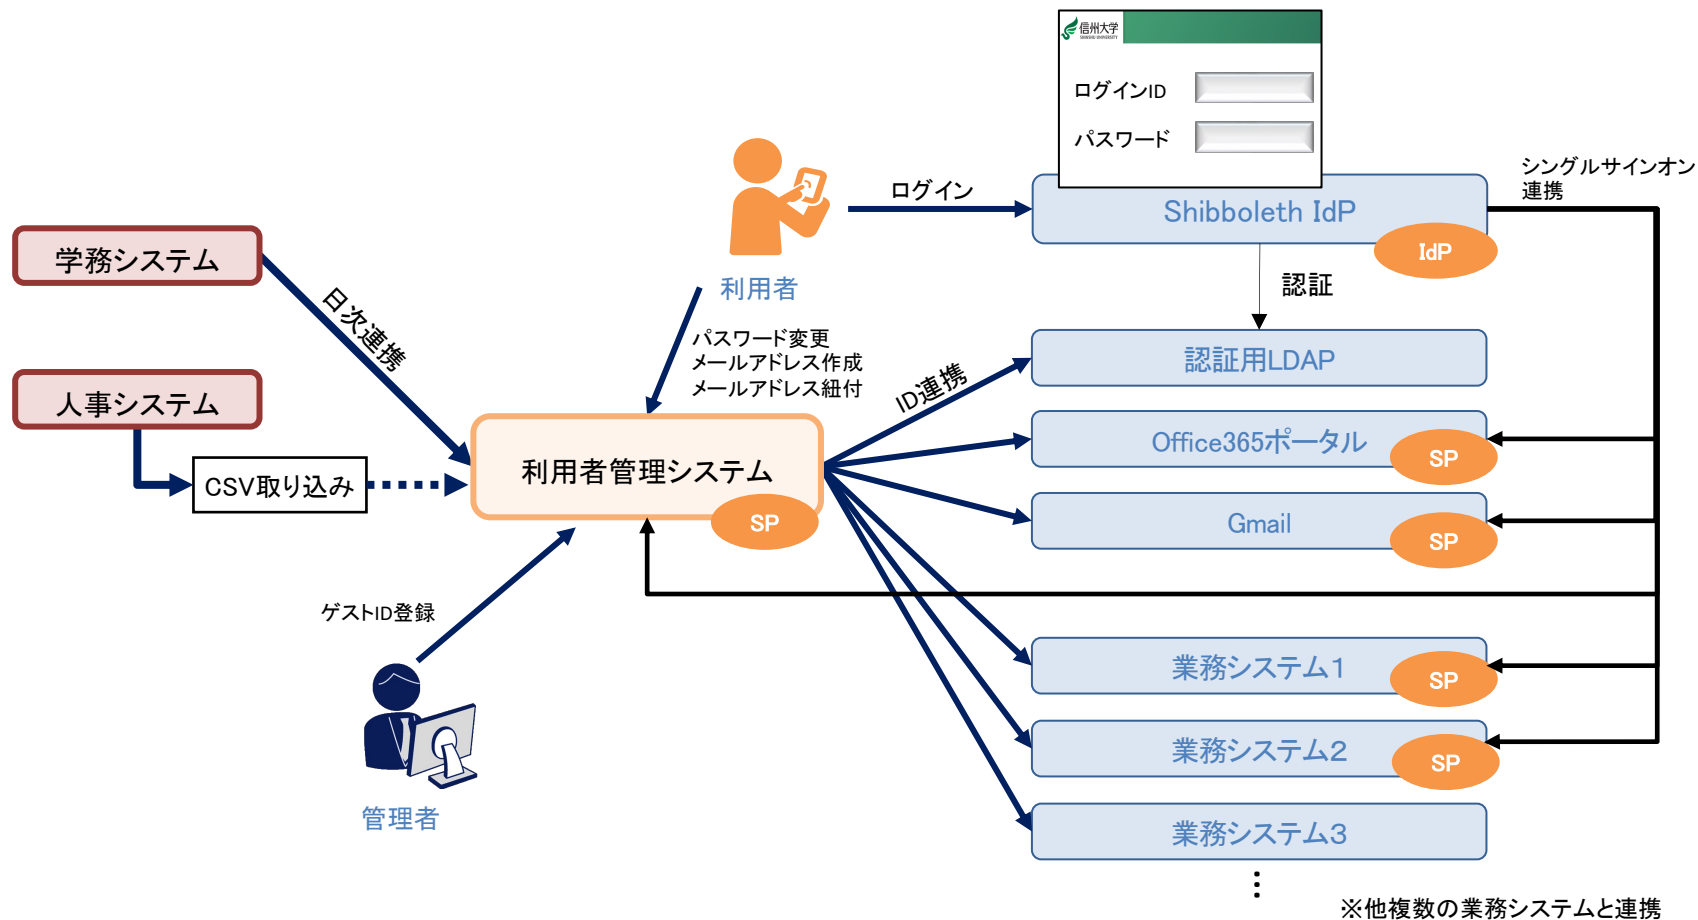 信州大学
SHINSHU UNIVERSITY
ログインID
パスワード
シングルサインオン
連携
ログイン
Shibboleth IdP
IdP
学務システム
日次連携
利用者
認証
パスワード変更
メールアドレス作成
メールアドレス紐付
ID連携
認証用LDAP
人事システム
CSV取り込み
利用者管理システム
SP
Office365ポータル
SP
Gmail
SP
ゲストID登録
管理者
業務システム1
SP
業務システム2
SP
業務システム3
⋮
※他複数の業務システムと連携